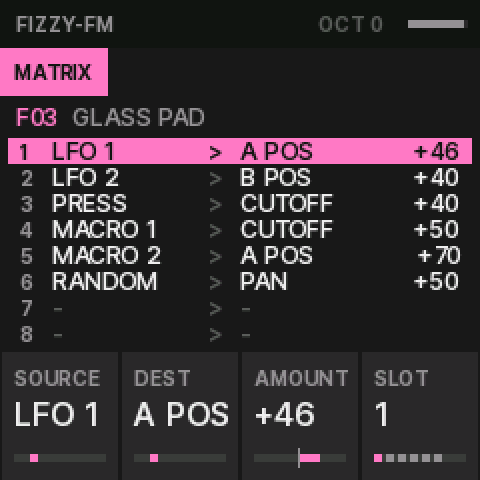 FIZZY-FM OCT 0
MATRIX
F03 GLASS PAD
1 LFO 1 > A POS +46
2 LFO 2 > B POS +40
3 PRESS > CUTOFF +40
4 MACRO 1 > CUTOFF +50
5 MACRO 2 > A POS +70
6 RANDOM > PAN +50
7 - > -
8 - > -
SOURCE DEST AMOUNT SLOT
LFO 1 A POS +46 1